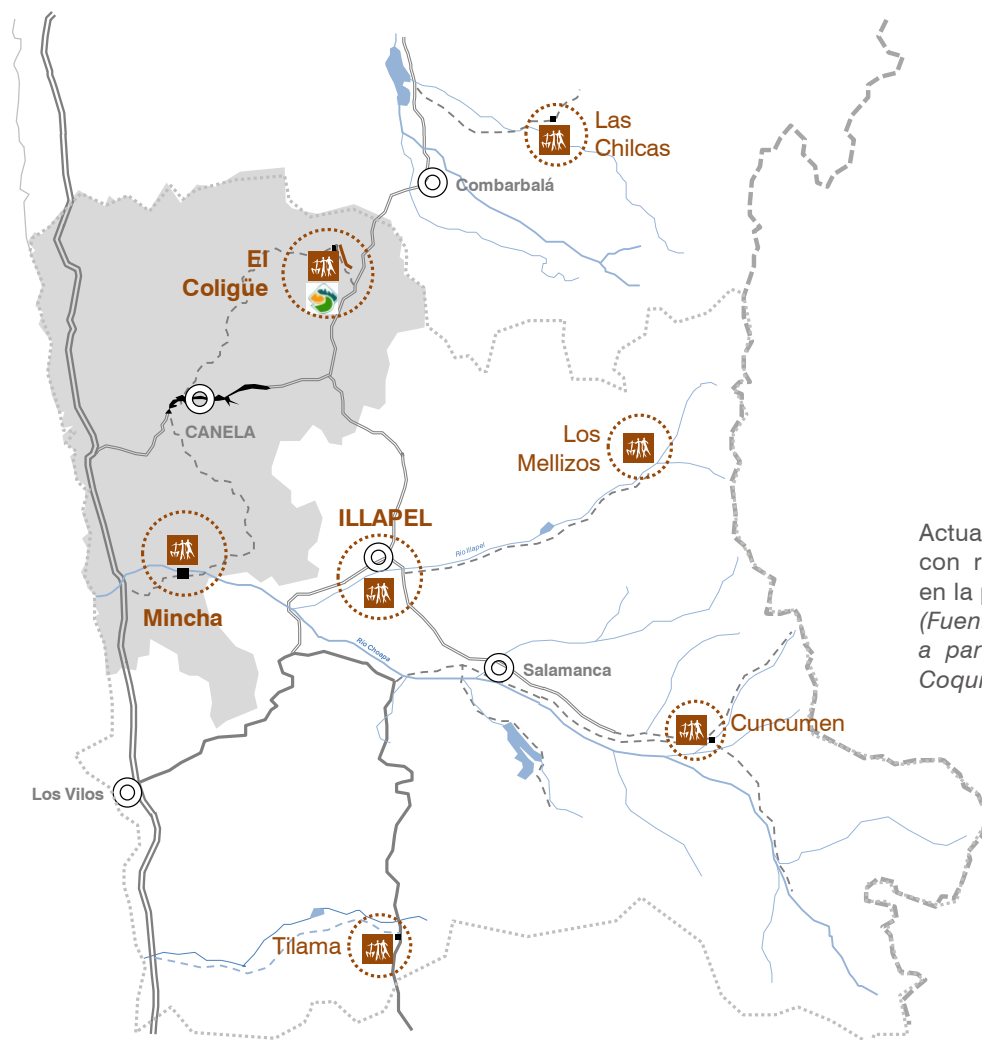 Las
Chilcas
Combarbalá
El
Coligüe
CANELA
Los
Mellizos
ILLAPEL
Río Illapel
Mincha
Río Choapa
Salamanca
Cuncumen
Los Vilos
Tilama
Actua
con r
en la p
(Fuen
a par
Coqui